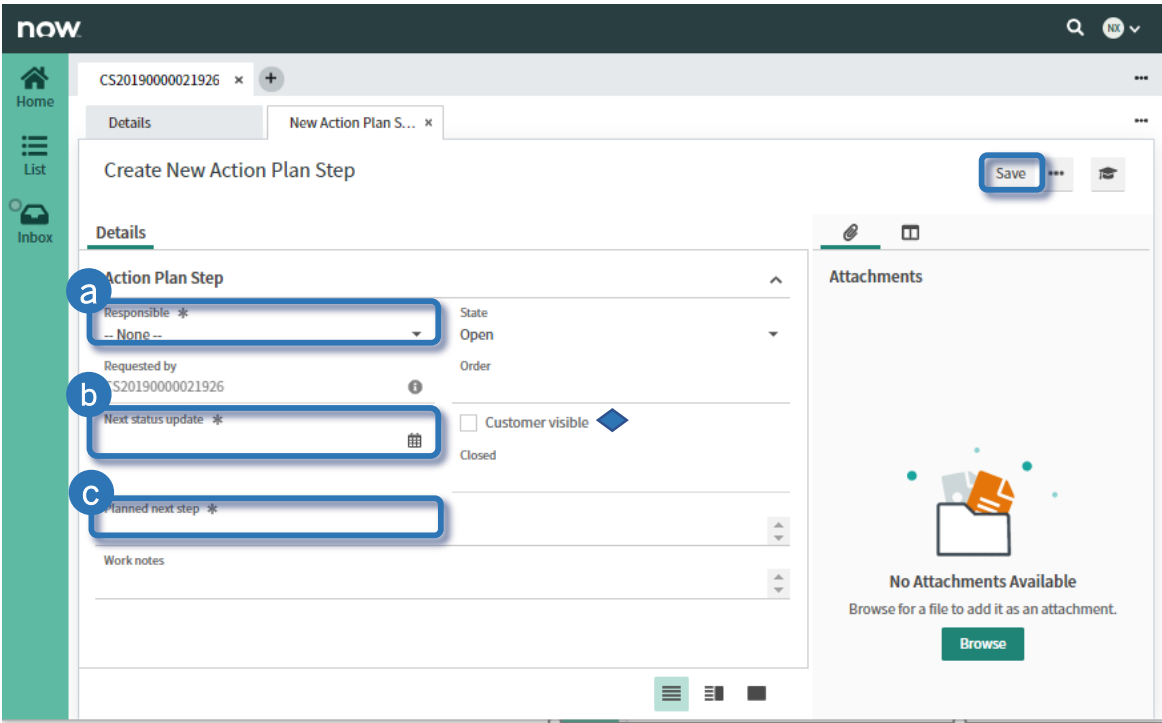 now.
NX
Home
List
Inbox
CS20190000021926 × +
Details
New Action Plan S... ×
Create New Action Plan Step
Save
Details
Action Plan Step
a
Responsible *
-- None --
State
Open
Requested by
CS20190000021926
Order
b
Next status update *
Customer visible
Closed
c
Planned next step *
Work notes
Attachments
No Attachments Available
Browse for a file to add it as an attachment.
Browse